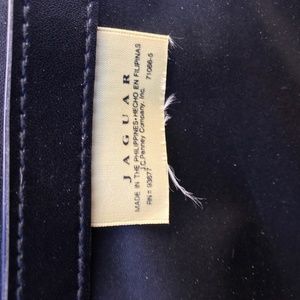 JAGUAR
MADE IN THE PHILIPPINES•HECHO EN FILIPINAS
J.C.Penney Company, Inc. 71066-5
RN# 93677